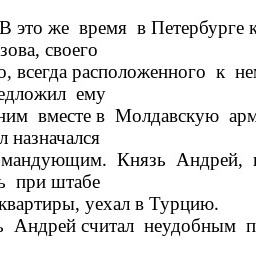 В это же время в Петербурге к
зова, своего
о, всегда расположенного к не
едложил ему
ним вместе в Молдавскую арм
л назначался
мандующим. Князь Андрей,
ь при штабе
квартиры, уехал в Турцию.
ь Андрей считал неудобным п